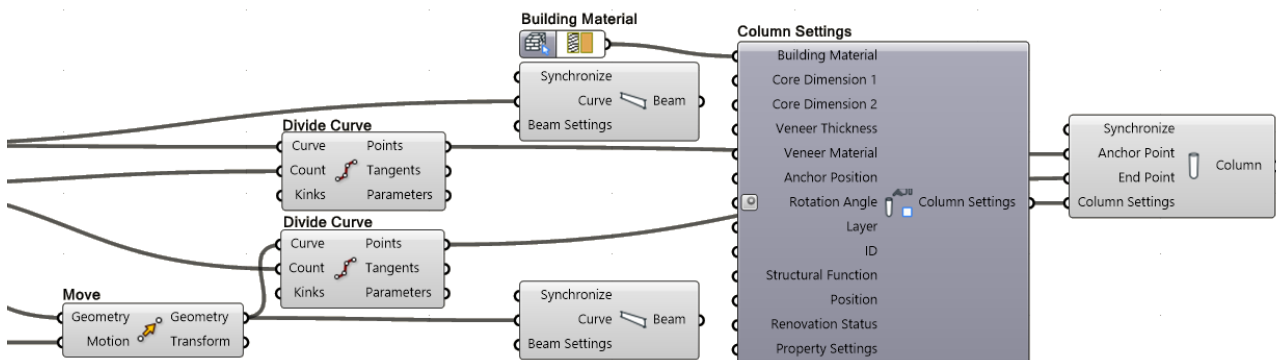 Building Material
Synchronize
Curve Beam
Beam Settings
Divide Curve
Curve Points
Count Tangents
Kinks Parameters
Divide Curve
Curve Points
Count Tangents
Kinks Parameters
Move
Geometry Geometry
Motion Transform
Synchronize
Curve Beam
Beam Settings
Column Settings
Building Material
Core Dimension 1
Core Dimension 2
Veneer Thickness
Veneer Material
Anchor Position
Rotation Angle Column Settings
Layer
ID
Structural Function
Position
Renovation Status
Property Settings
Synchronize
Anchor Point
End Point Column
Column Settings